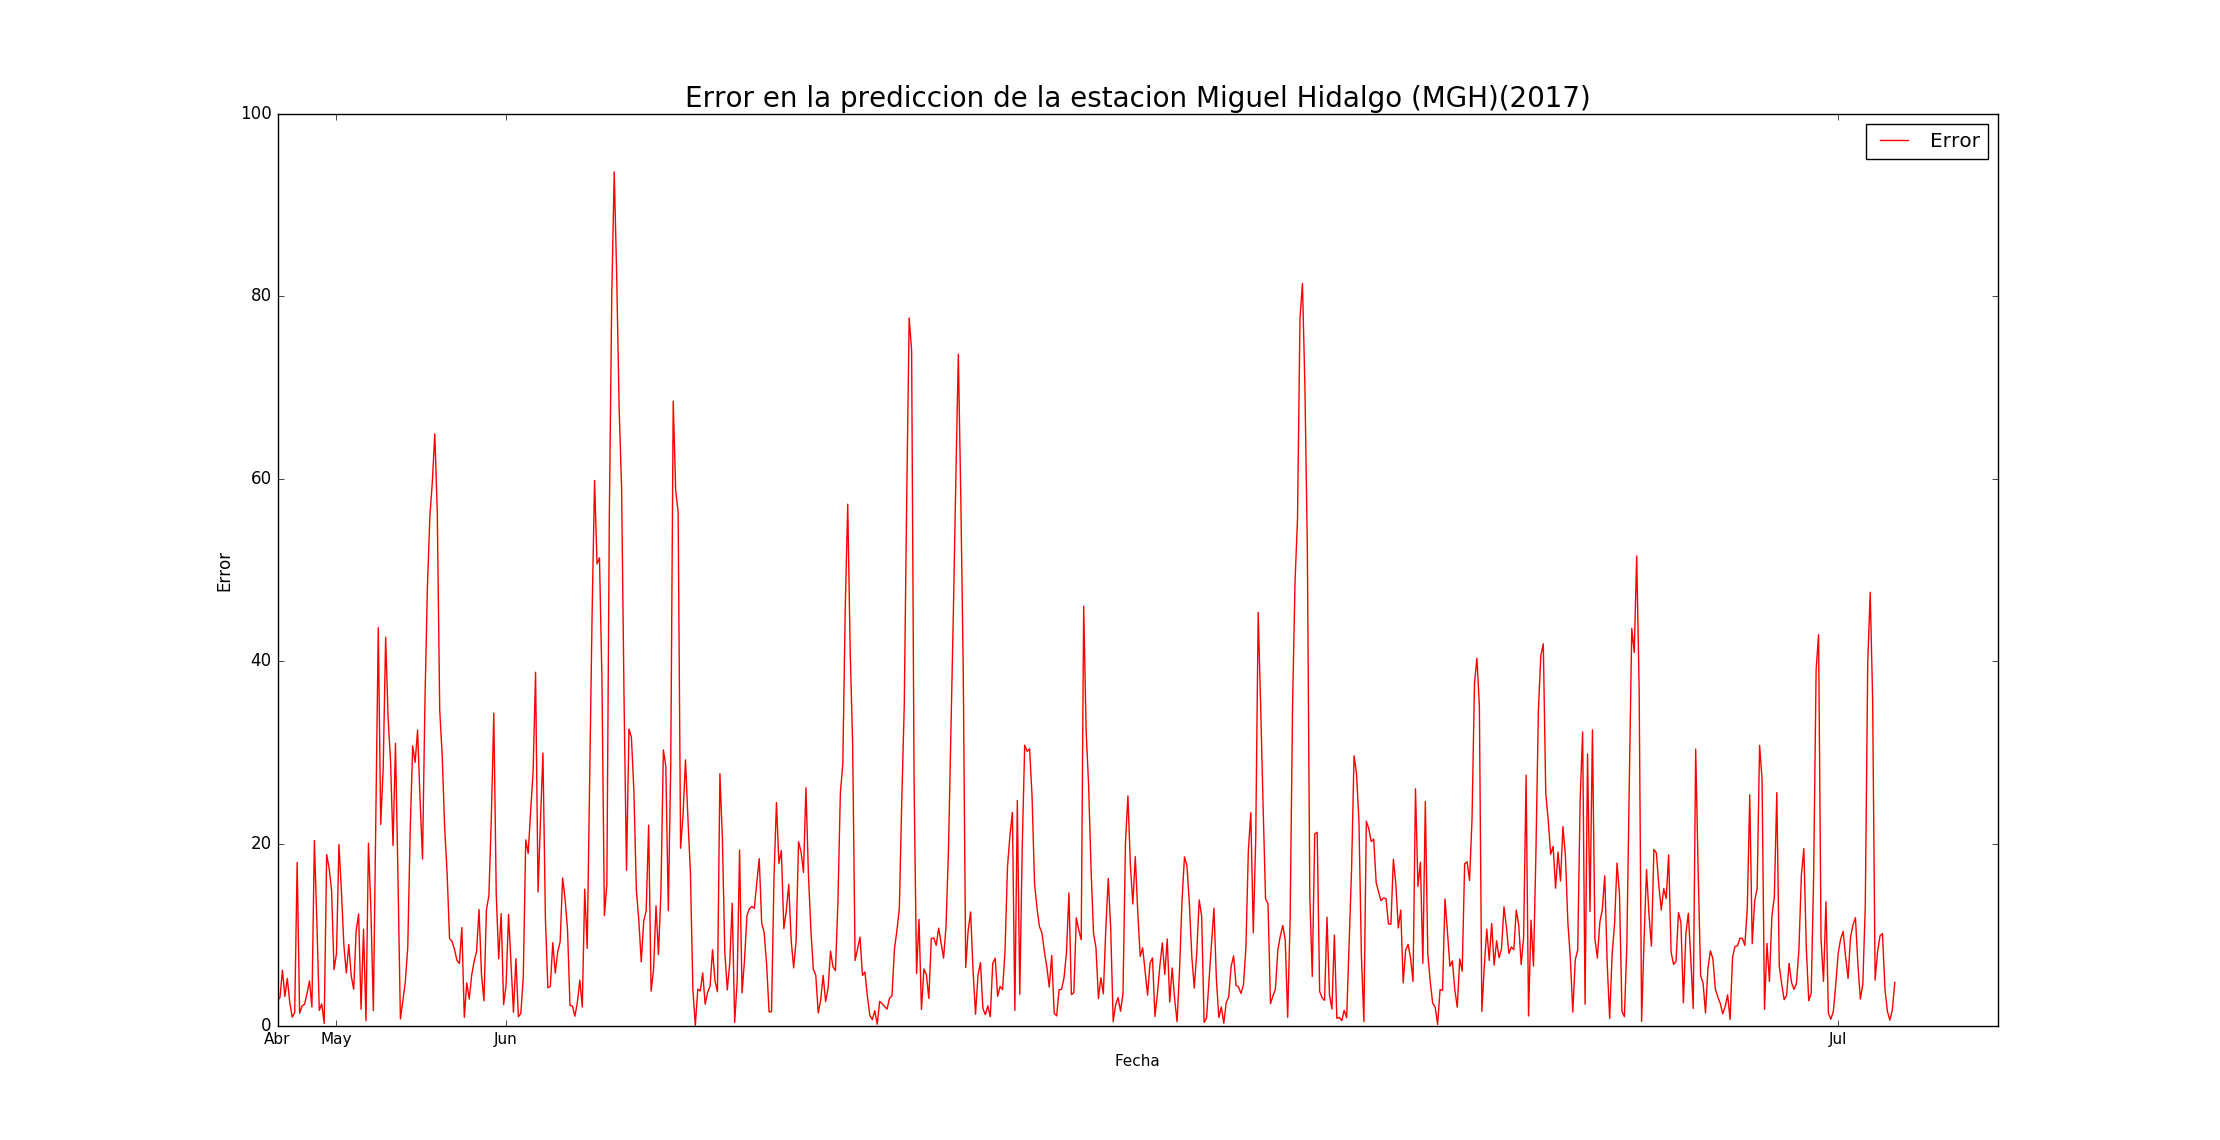 Error en la prediccion de la estacion Miguel Hidalgo (MGH)(2017)
Error
100
80
60
40
20
0
Error
Abr May Jun Jul
Fecha